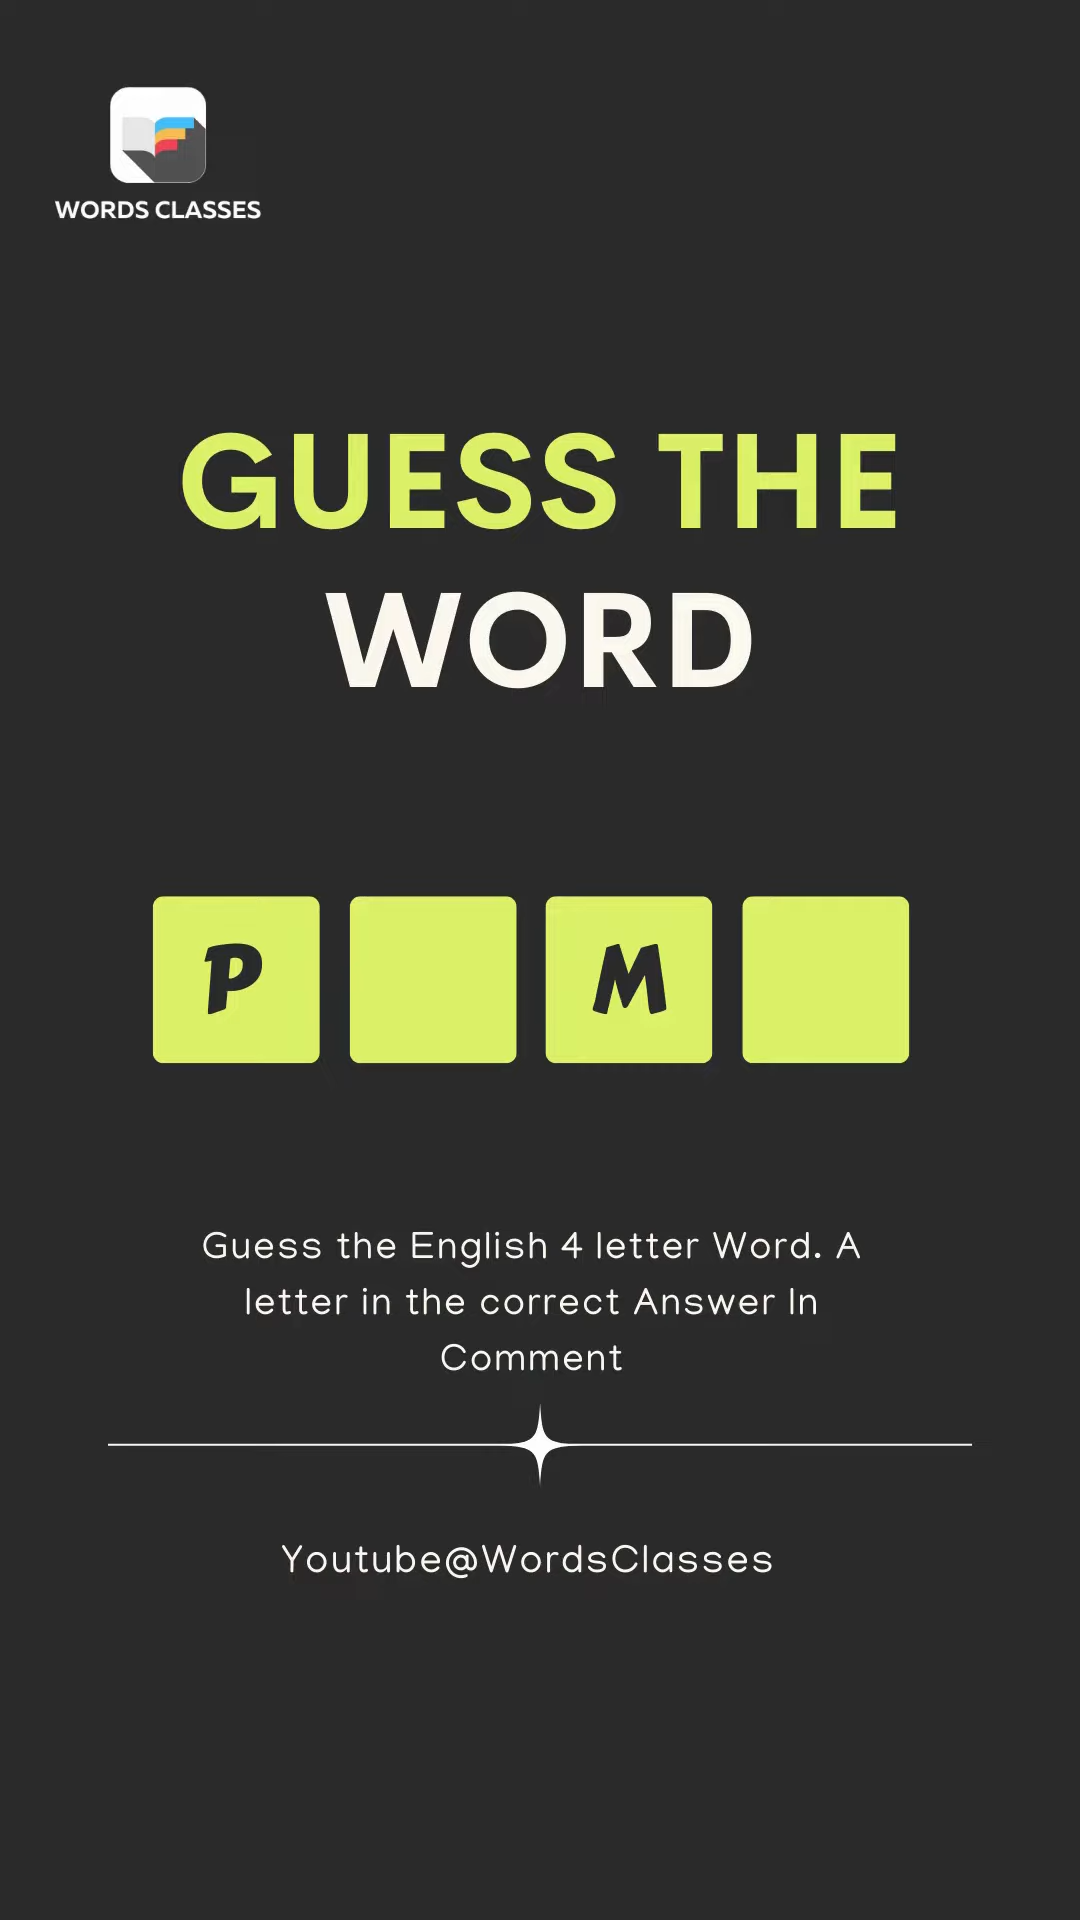 WORDS CLASSES
GUESS THE
WORD
P M
Guess the English 4 letter Word. A
letter in the correct Answer In
Comment
Youtube@WordsClasses